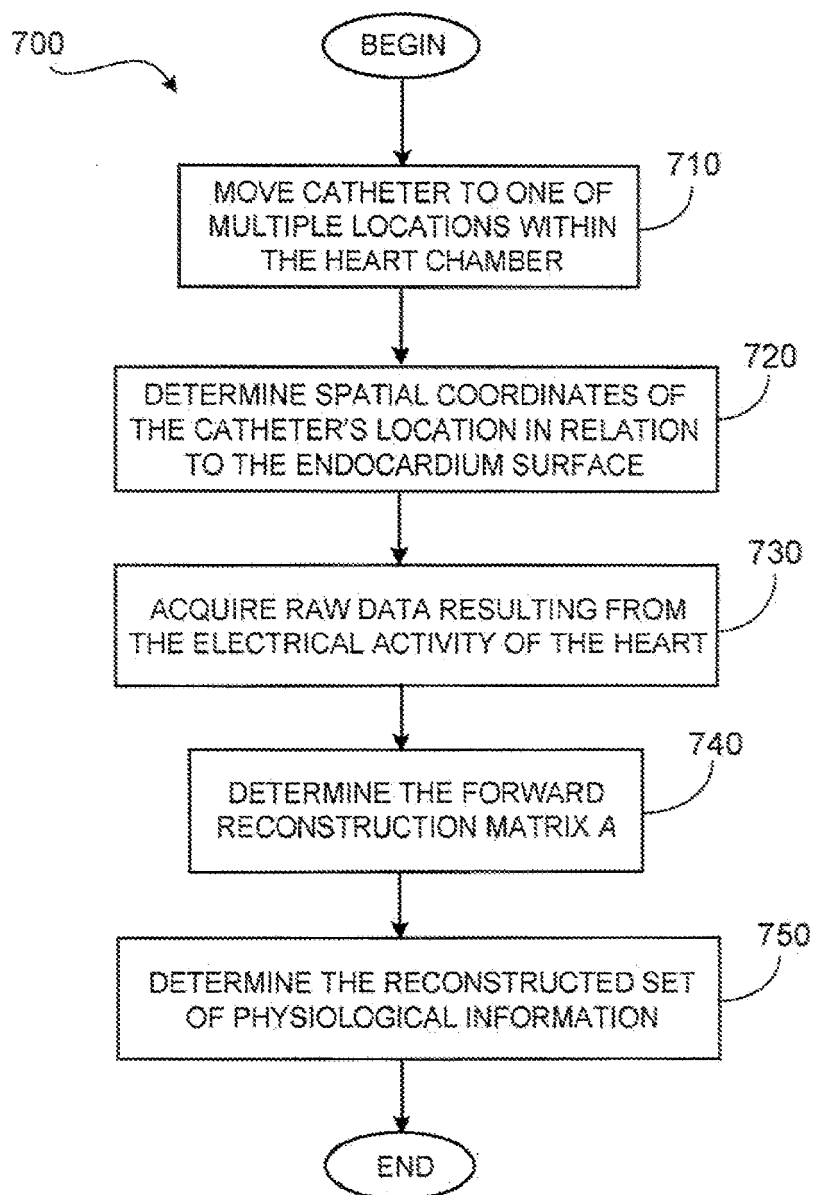 700
BEGIN
710
MOVE CATHETER TO ONE OF
MULTIPLE LOCATIONS WITHIN
THE HEART CHAMBER
720
DETERMINE SPATIAL COORDINATES OF
THE CATHETER'S LOCATION IN RELATION
TO THE ENDOCARDIUM SURFACE
730
ACQUIRE RAW DATA RESULTING FROM
THE ELECTRICAL ACTIVITY OF THE HEART
740
DETERMINE THE FORWARD
RECONSTRUCTION MATRIX A
750
DETERMINE THE RECONSTRUCTED SET
OF PHYSIOLOGICAL INFORMATION
END